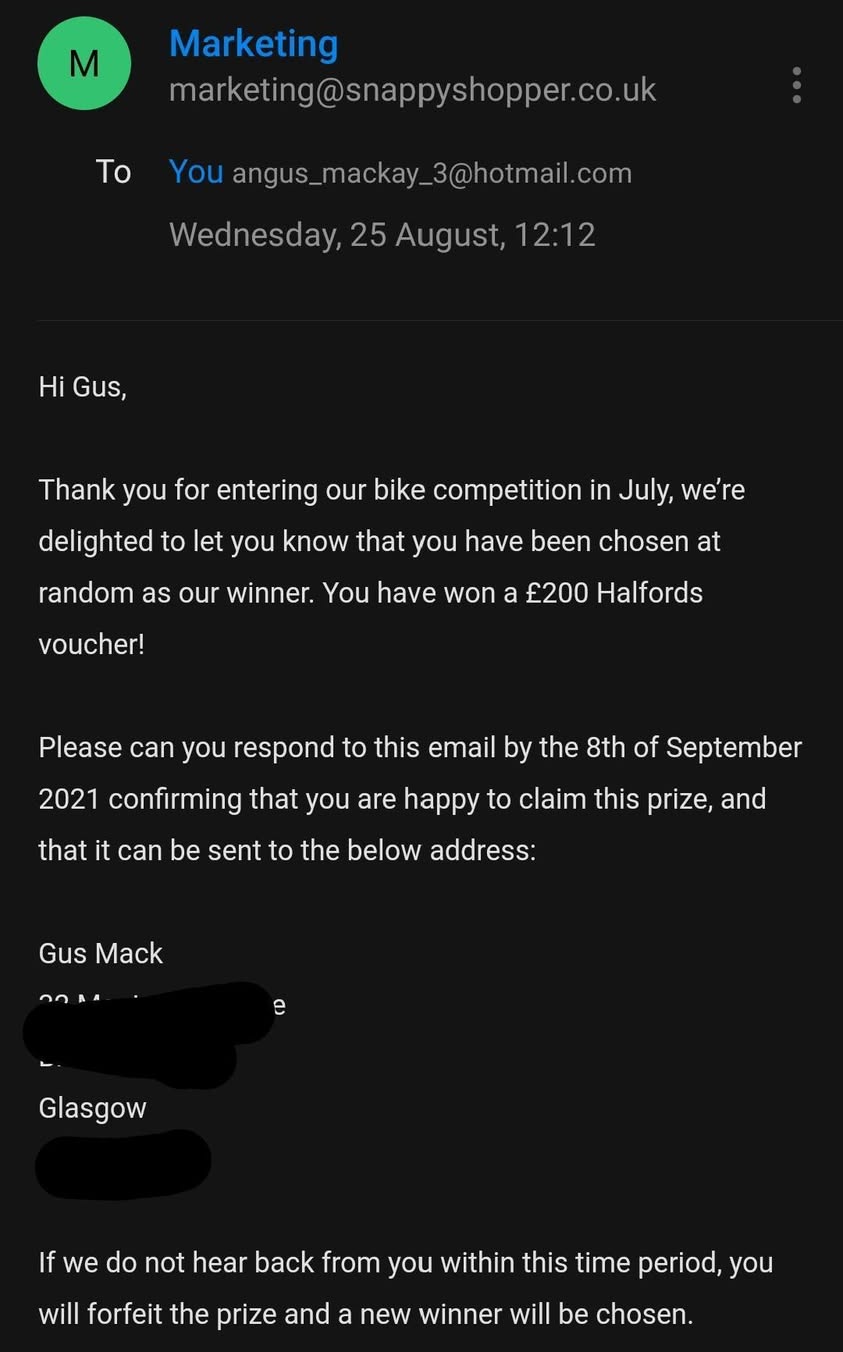 M
Marketing
marketing@snappyshopper.co.uk
To You angus_mackay_3@hotmail.com
Wednesday, 25 August, 12:12
Hi Gus,
Thank you for entering our bike competition in July, we’re
delighted to let you know that you have been chosen at
random as our winner. You have won a £200 Halfords
voucher!
Please can you respond to this email by the 8th of September
2021 confirming that you are happy to claim this prize, and
that it can be sent to the below address:
Gus Mack
Glasgow
If we do not hear back from you within this time period, you
will forfeit the prize and a new winner will be chosen.